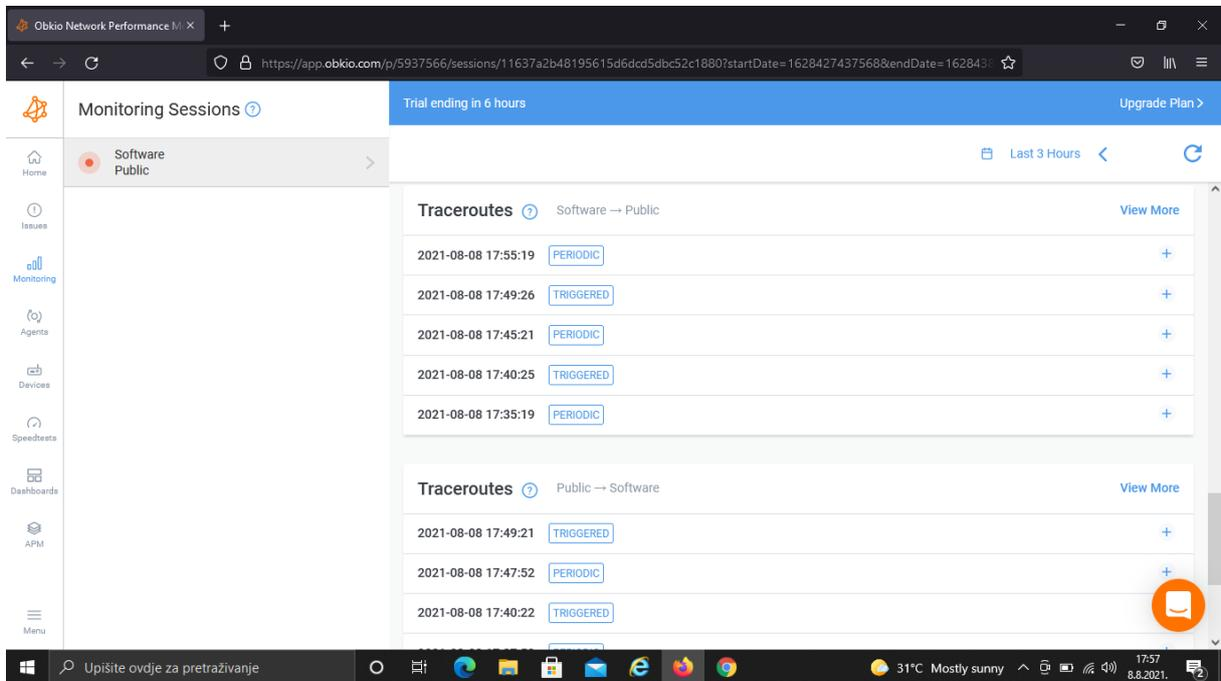 Obkio Network Performance M
https://app.obkio.com/p/5937566/sessions/11637a2b48195615d6dcd5dbc52c1880?startDate=1628427437568&endDate=162843
Monitoring Sessions ?
Trial ending in 6 hours
Upgrade Plan >
Software
Public
Last 3 Hours
Home
Issues
Monitoring
Agents
Devices
Speedtests
Dashboards
APM
Menu
Traceroutes ? Software → Public View More
2021-08-08 17:55:19 PERIODIC +
2021-08-08 17:49:26 TRIGGERED +
2021-08-08 17:45:21 PERIODIC +
2021-08-08 17:40:25 TRIGGERED +
2021-08-08 17:35:19 PERIODIC +
Traceroutes ? Public → Software View More
2021-08-08 17:49:21 TRIGGERED +
2021-08-08 17:47:52 PERIODIC +
2021-08-08 17:40:22 TRIGGERED
Upišite ovdje za pretraživanje
31°C Mostly sunny
17:57
8.8.2021.
2